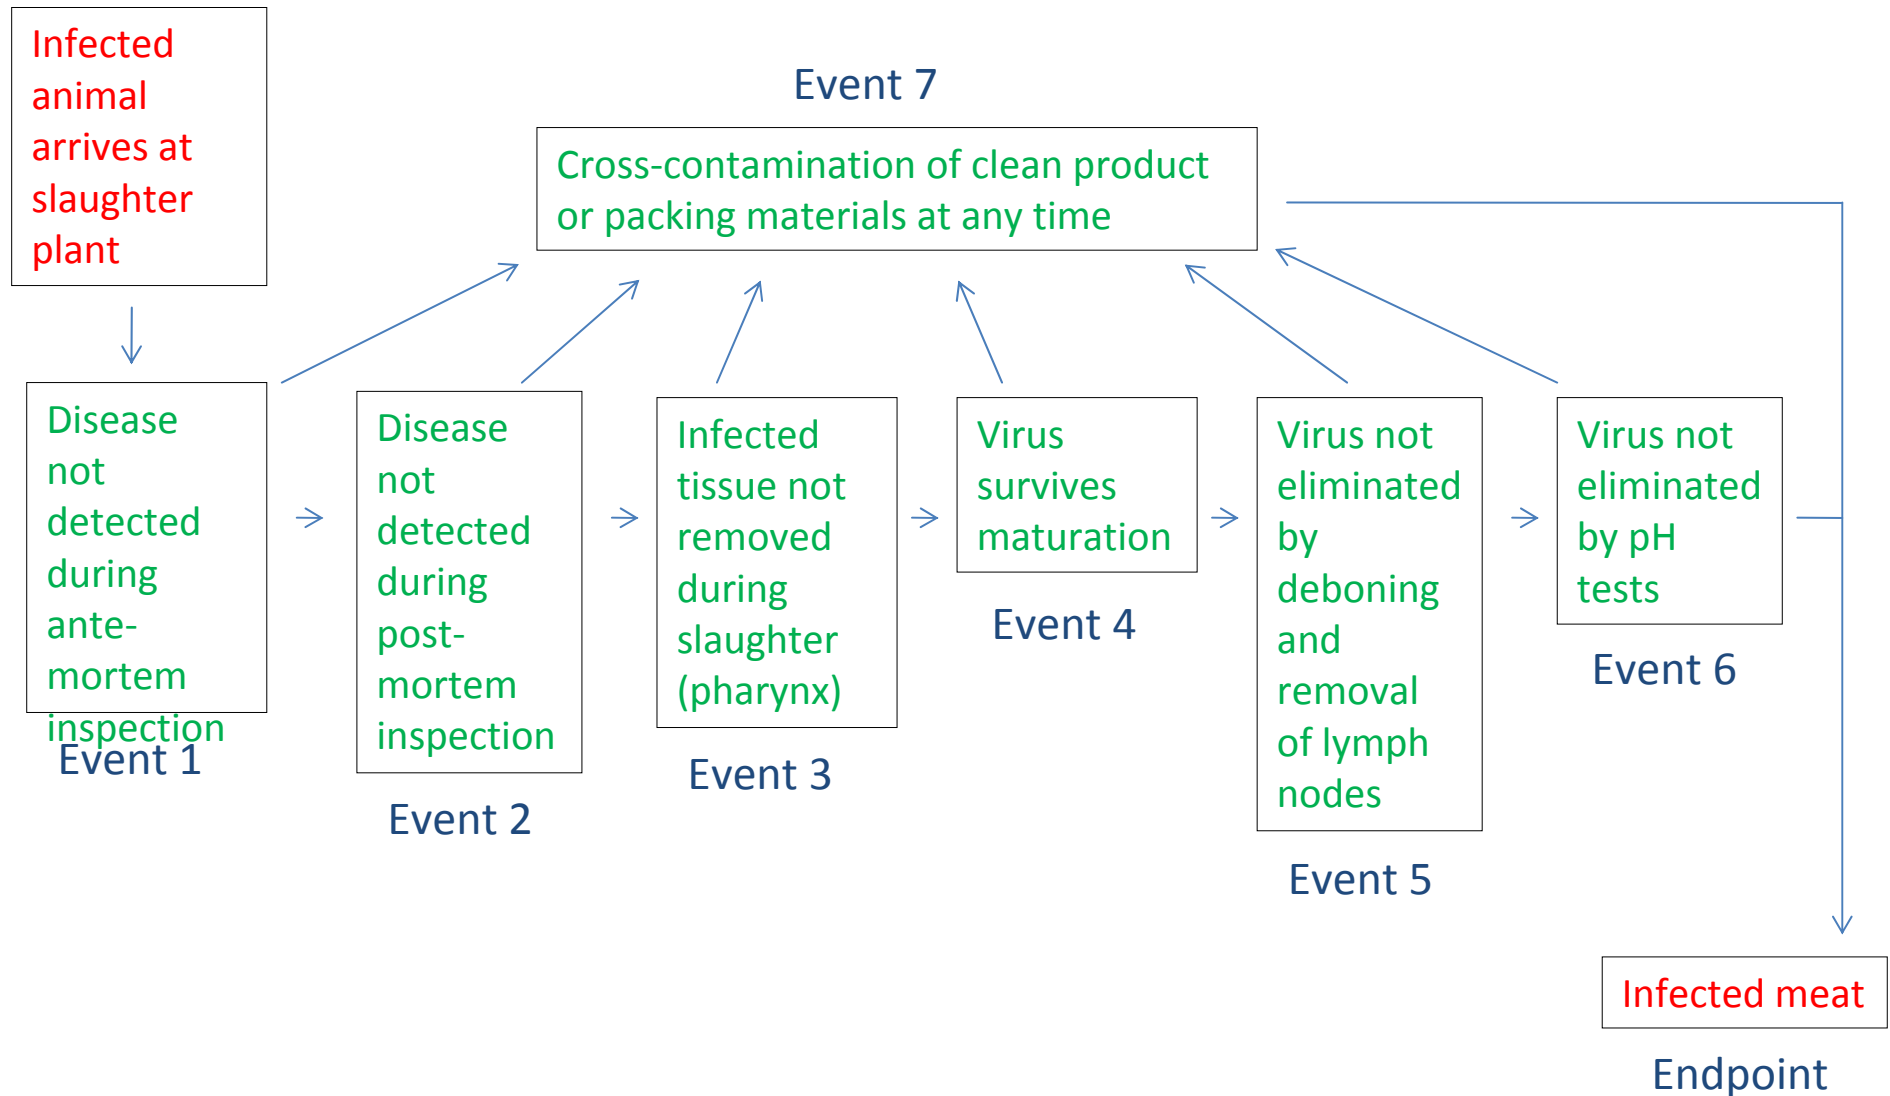 Infected
animal
arrives at
slaughter
plant
Event 7
Cross-contamination of clean product
or packing materials at any time
Disease
not
detected
during
ante-
mortem
inspection
Event 1
Disease
not
detected
during
post-
mortem
inspection
Event 2
Infected
tissue not
removed
during
slaughter
(pharynx)
Event 3
Virus
survives
maturation
Event 4
Virus not
eliminated
by
deboning
and
removal
of lymph
nodes
Event 5
Virus not
eliminated
by pH
tests
Event 6
Infected meat
Endpoint